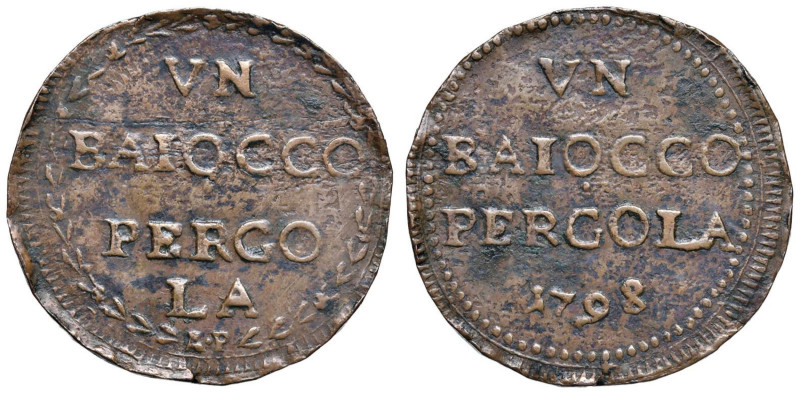 VN
BAIOCCO
PERGO
LA
VN
BAIOCCO
PERGOLA
1798